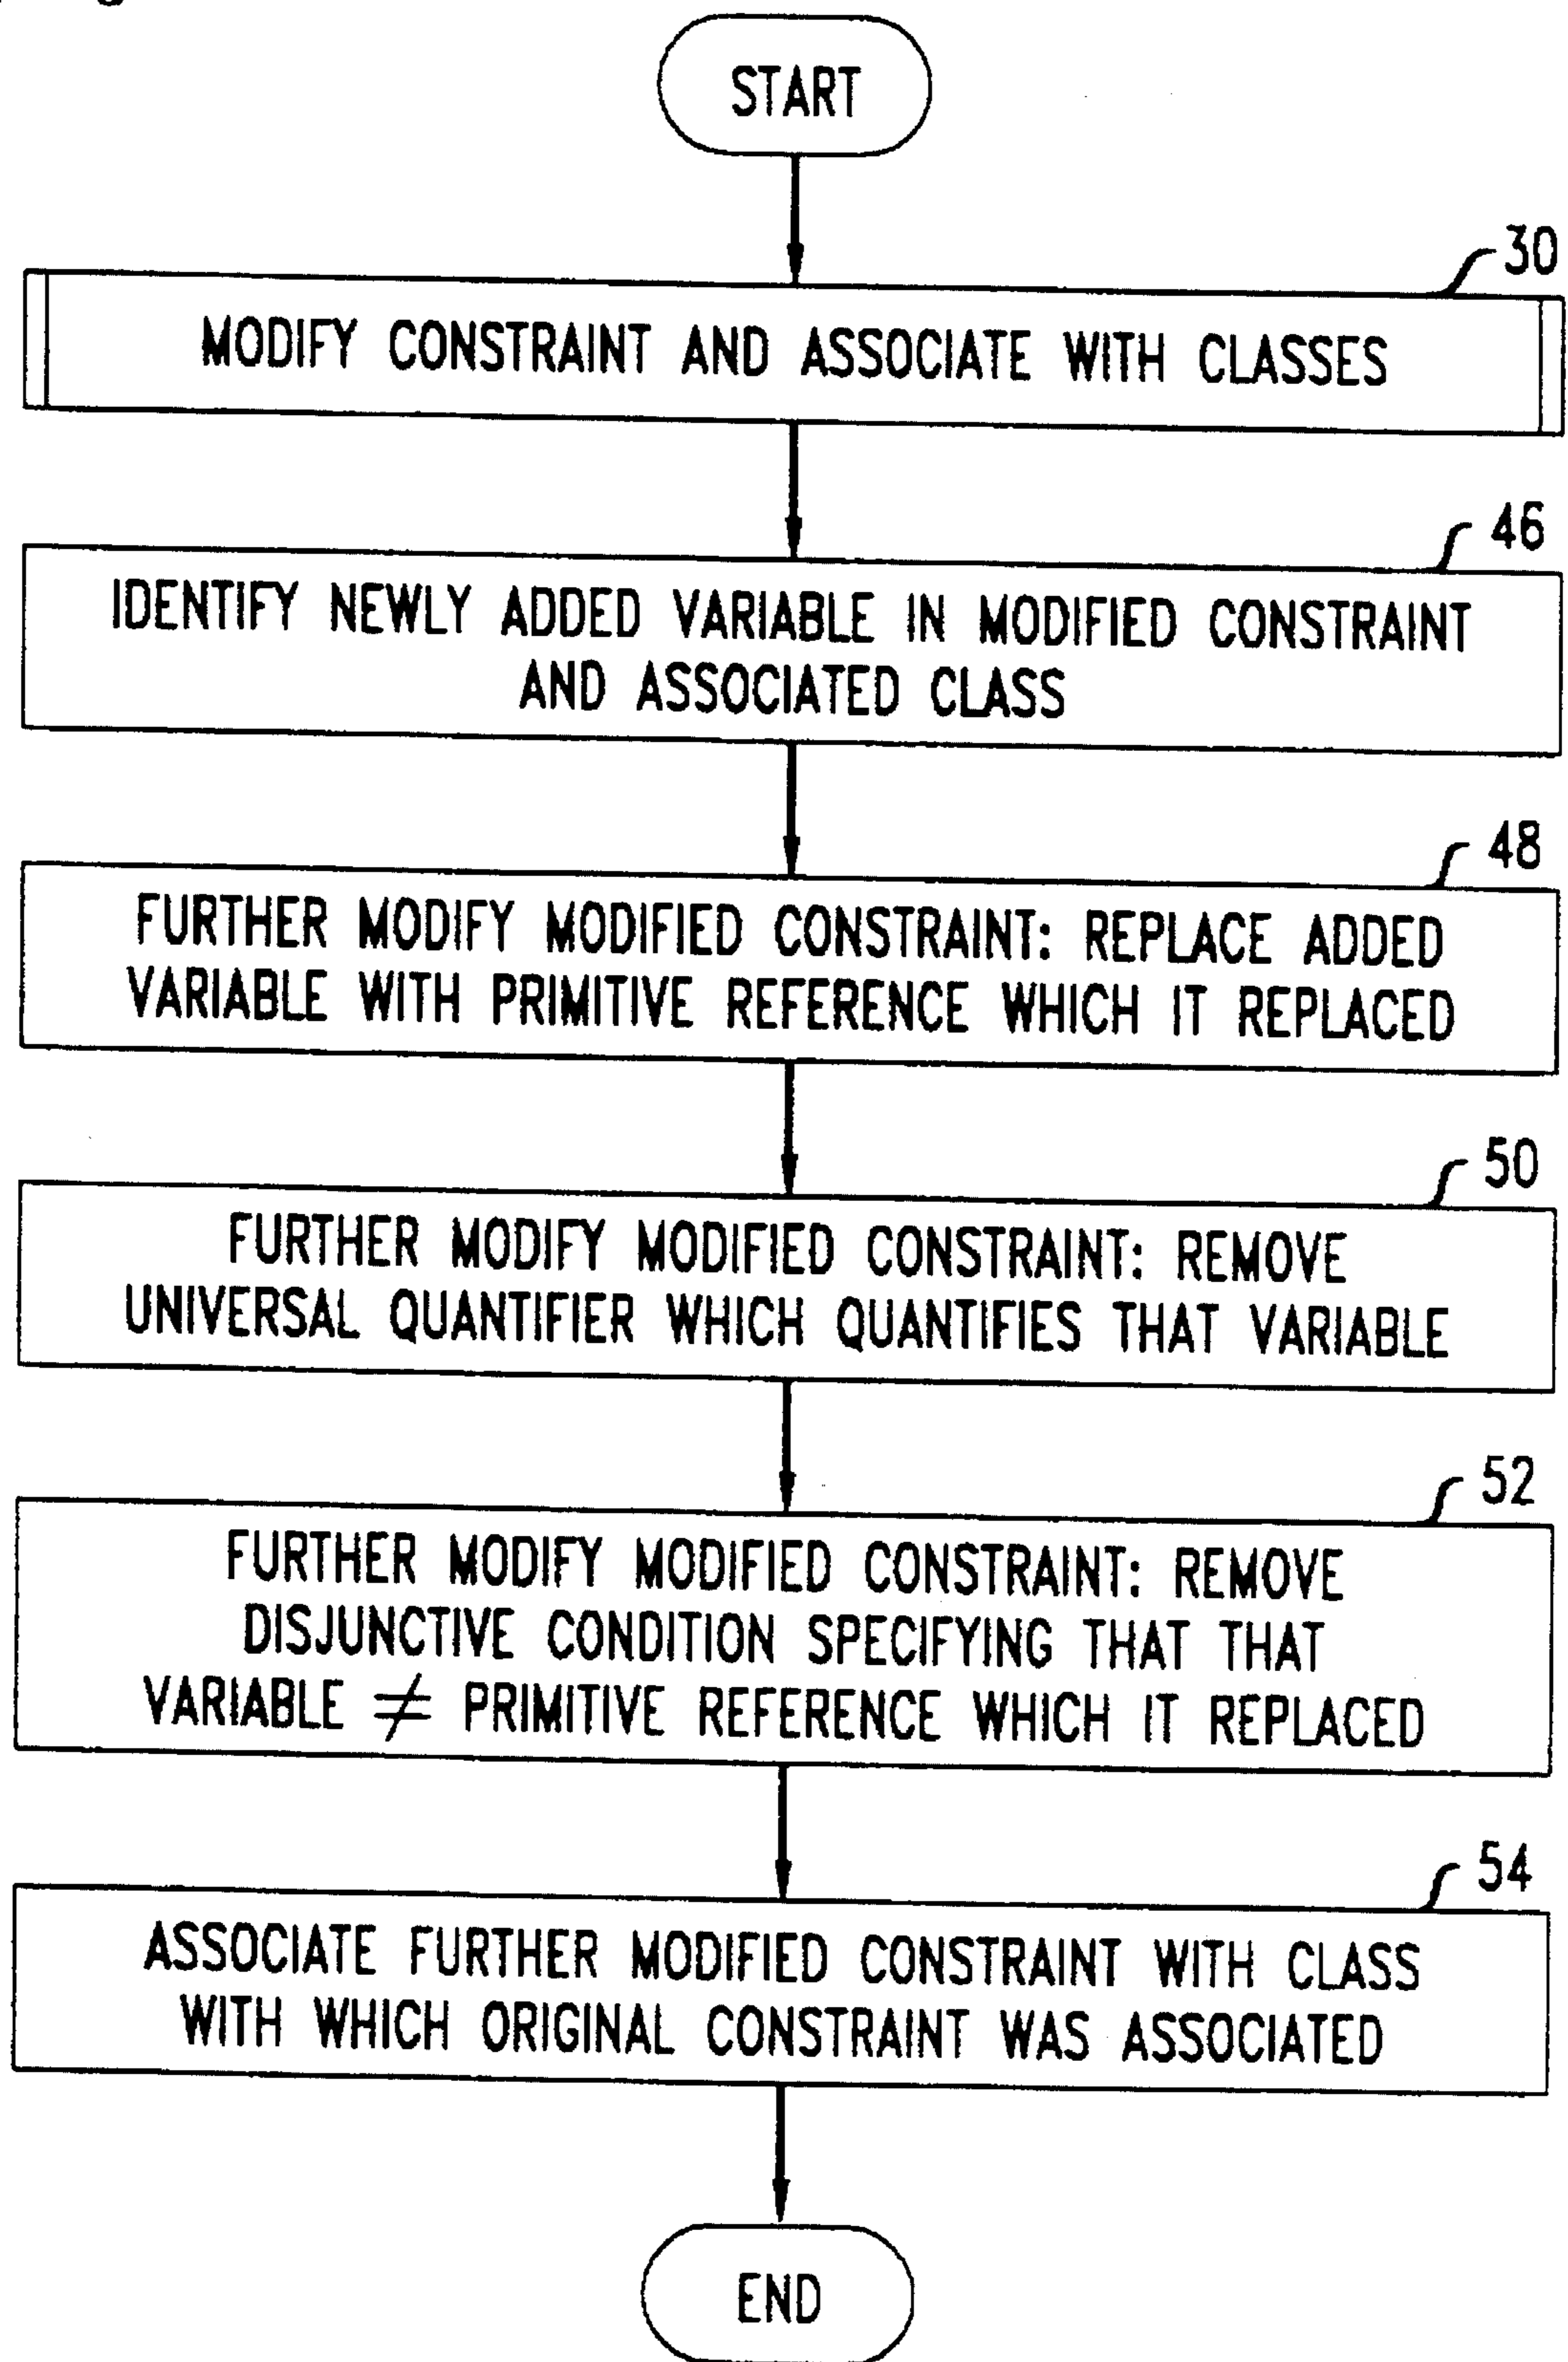 START
30
MODIFY CONSTRAINT AND ASSOCIATE WITH CLASSES
46
IDENTIFY NEWLY ADDED VARIABLE IN MODIFIED CONSTRAINT
AND ASSOCIATED CLASS
48
FURTHER MODIFY MODIFIED CONSTRAINT: REPLACE ADDED
VARIABLE WITH PRIMITIVE REFERENCE WHICH IT REPLACED
50
FURTHER MODIFY MODIFIED CONSTRAINT: REMOVE
UNIVERSAL QUANTIFIER WHICH QUANTIFIES THAT VARIABLE
52
FURTHER MODIFY MODIFIED CONSTRAINT: REMOVE
DISJUNCTIVE CONDITION SPECIFYING THAT THAT
VARIABLE ≠ PRIMITIVE REFERENCE WHICH IT REPLACED
54
ASSOCIATE FURTHER MODIFIED CONSTRAINT WITH CLASS
WITH WHICH ORIGINAL CONSTRAINT WAS ASSOCIATED
END